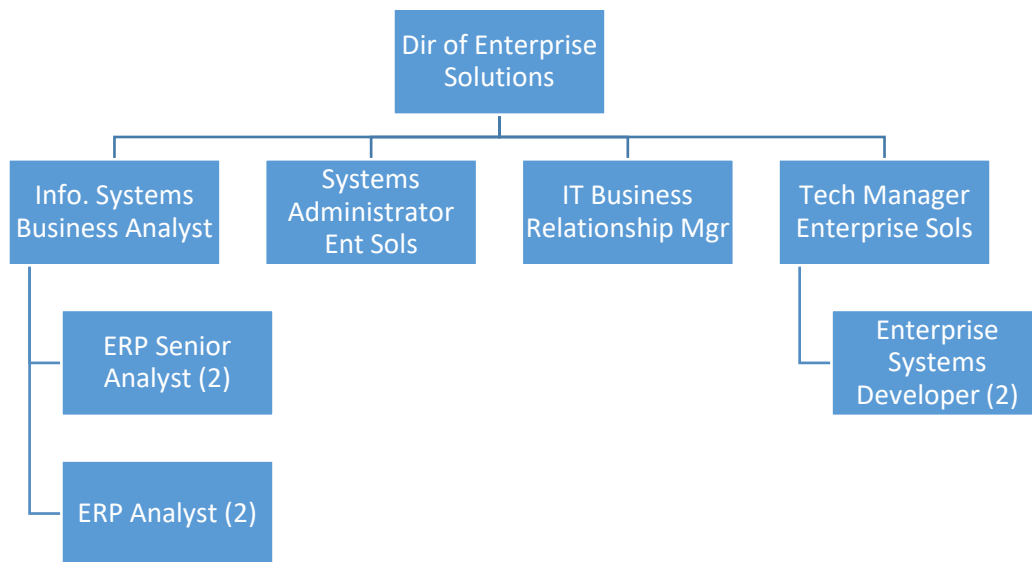 Dir of Enterprise
Solutions
Info. Systems
Business Analyst
Systems
Administrator
Ent Sols
IT Business
Relationship Mgr
Tech Manager
Enterprise Sols
ERP Senior
Analyst (2)
ERP Analyst (2)
Enterprise
Systems
Developer (2)